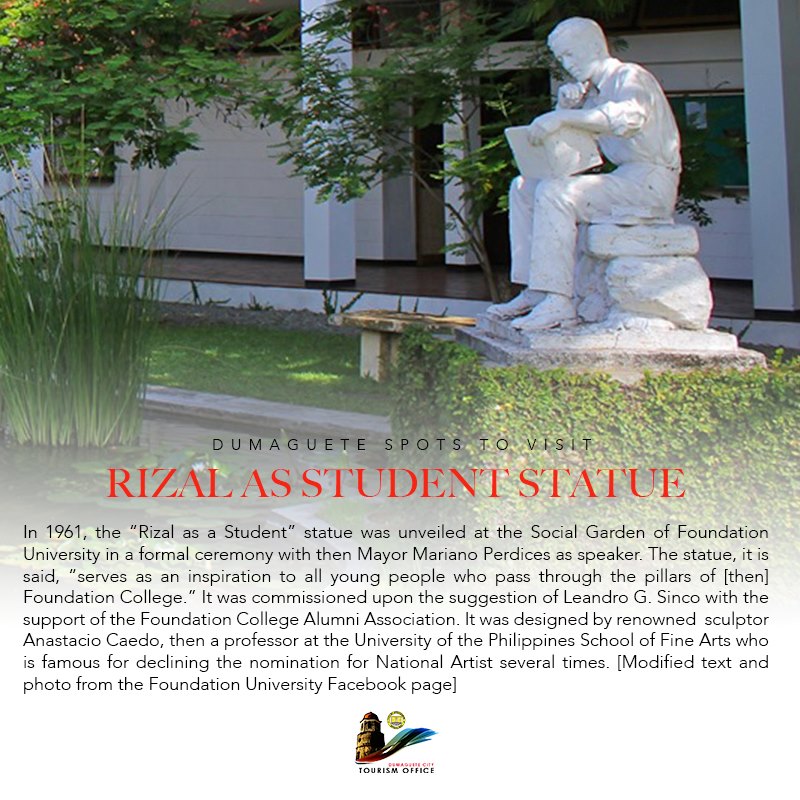 DUMAGUETE SPOTS TO VISIT
RIZAL AS STUDENT STATUE
In 1961, the “Rizal as a Student” statue was unveiled at the Social Garden of Foundation
University in a formal ceremony with then Mayor Mariano Perdices as speaker. The statue, it is
said, “serves as an inspiration to all young people who pass through the pillars of [then]
Foundation College.” It was commissioned upon the suggestion of Leandro G. Sinco with the
support of the Foundation College Alumni Association. It was designed by renowned sculptor
Anastacio Caedo, then a professor at the University of the Philippines School of Fine Arts who
is famous for declining the nomination for National Artist several times. [Modified text and
photo from the Foundation University Facebook page]
DUMAGUETE CITY
TOURISM OFFICE